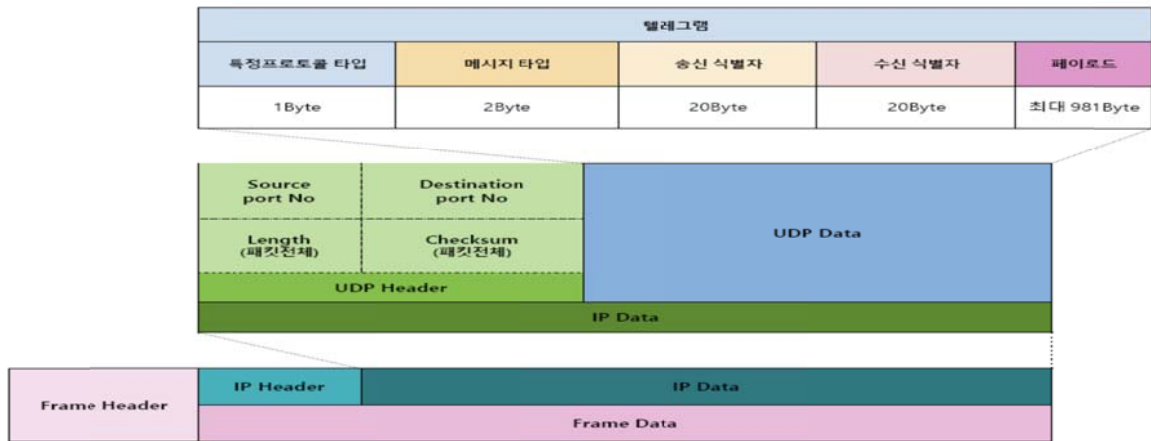 텔레그램
특정프로토콜 타입
메시지 타입
송신 식별자
수신 식별자
페이로드
1Byte
2Byte
20Byte
20Byte
최대 981Byte
Source
port No
Destination
port No
Length
(패킷전체)
Checksum
(패킷전체)
UDP Data
UDP Header
IP Data
Frame Header
IP Header
IP Data
Frame Data